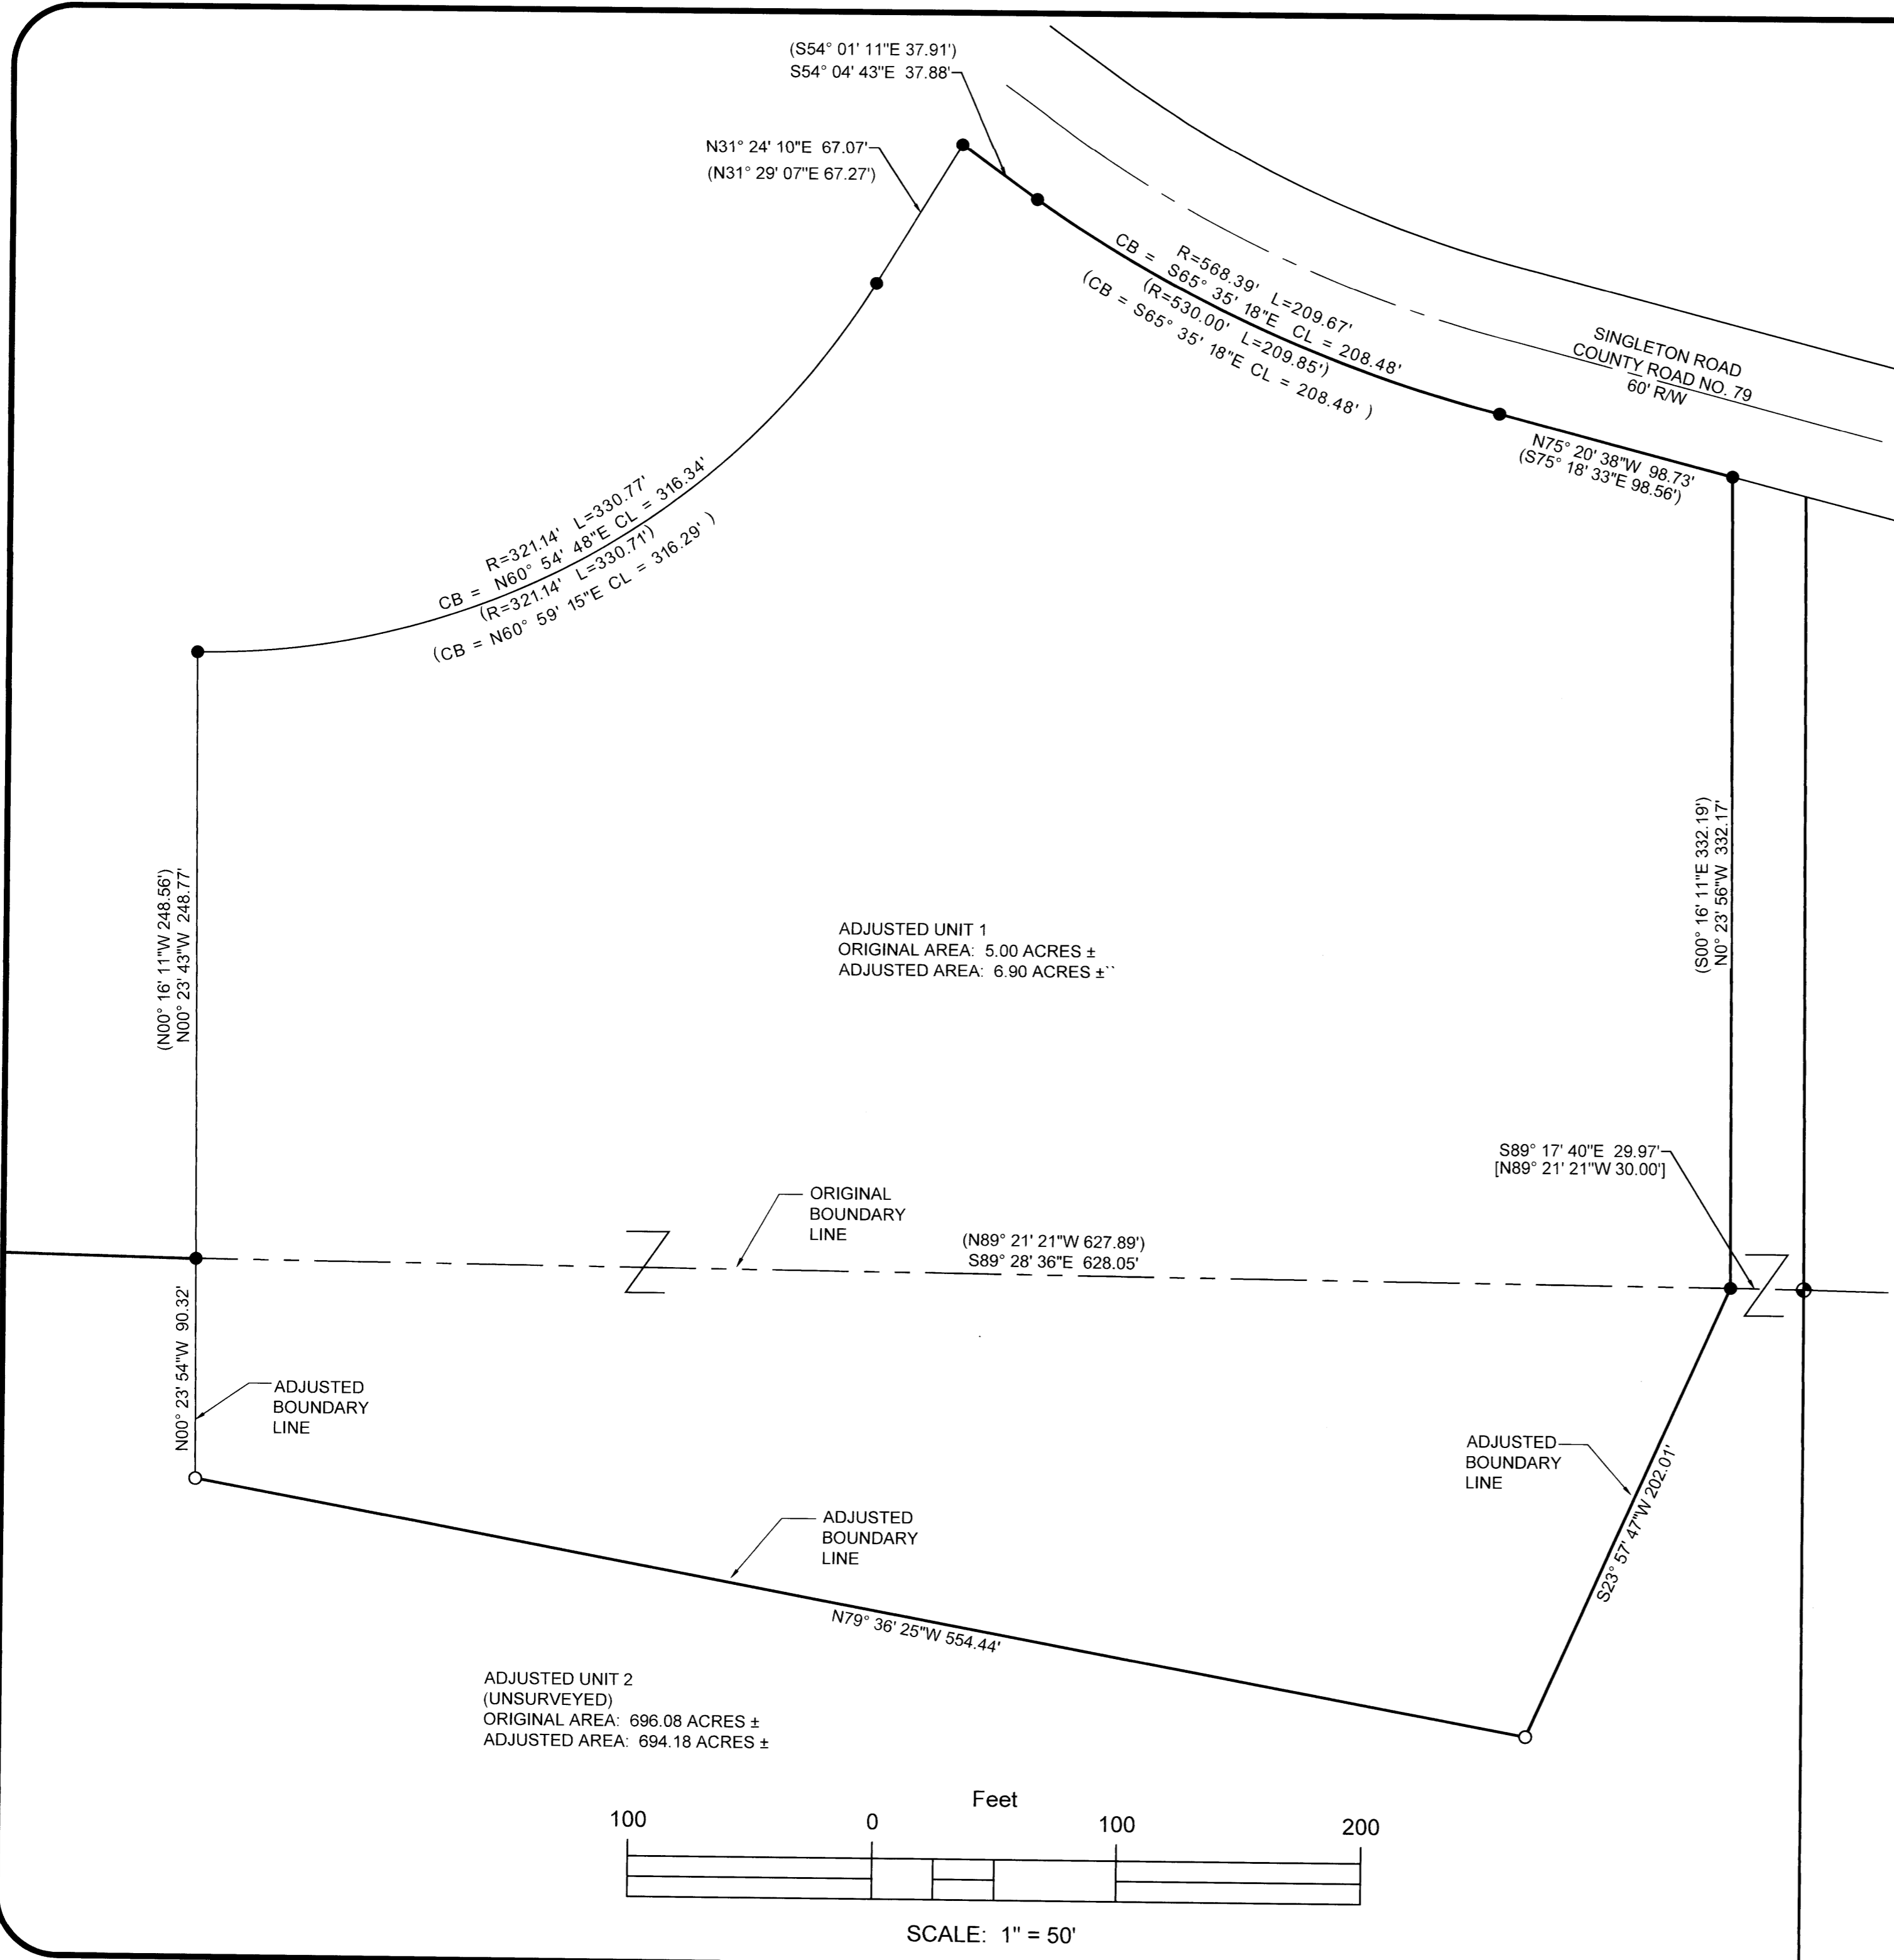 (S54° 01' 11"E 37.91')
S54° 04' 43"E 37.88'
N31° 24' 10"E 67.07'
(N31° 29' 07"E 67.27')
R=568.39' L=209.67'
CB = S65° 35' 18"E CL = 208.48'
(R=530.00' L=209.85')
(CB = S65° 35' 18"E CL = 208.48' )
SINGLETON ROAD
COUNTY ROAD NO. 79
60' R/W
N75° 20' 38"W 98.73'
(S75° 18' 33"E 98.56')
R=321.14' L=330.77'
CB = N60° 54' 48"E CL = 316.34'
(R=321.14' L=330.71')
(CB = N60° 59' 15"E CL = 316.29' )
(N00° 16' 11"W 248.56')
N00° 23' 43"W 248.77'
(S00° 16' 11"E 332.19')
N0° 23' 56"W 332.17'
ADJUSTED UNIT 1
ORIGINAL AREA: 5.00 ACRES ±
ADJUSTED AREA: 6.90 ACRES ±``
S89° 17' 40"E 29.97'
[N89° 21' 21"W 30.00']
ORIGINAL
BOUNDARY
LINE
(N89° 21' 21"W 627.89')
S89° 28' 36"E 628.05'
N00° 23' 54"W 90.32'
ADJUSTED
BOUNDARY
LINE
ADJUSTED
BOUNDARY
LINE
S23° 57' 47"W 202.01'
ADJUSTED
BOUNDARY
LINE
N79° 36' 25"W 554.44'
ADJUSTED UNIT 2
(UNSURVEYED)
ORIGINAL AREA: 696.08 ACRES ±
ADJUSTED AREA: 694.18 ACRES ±
Feet
100 0 100 200
SCALE: 1" = 50'